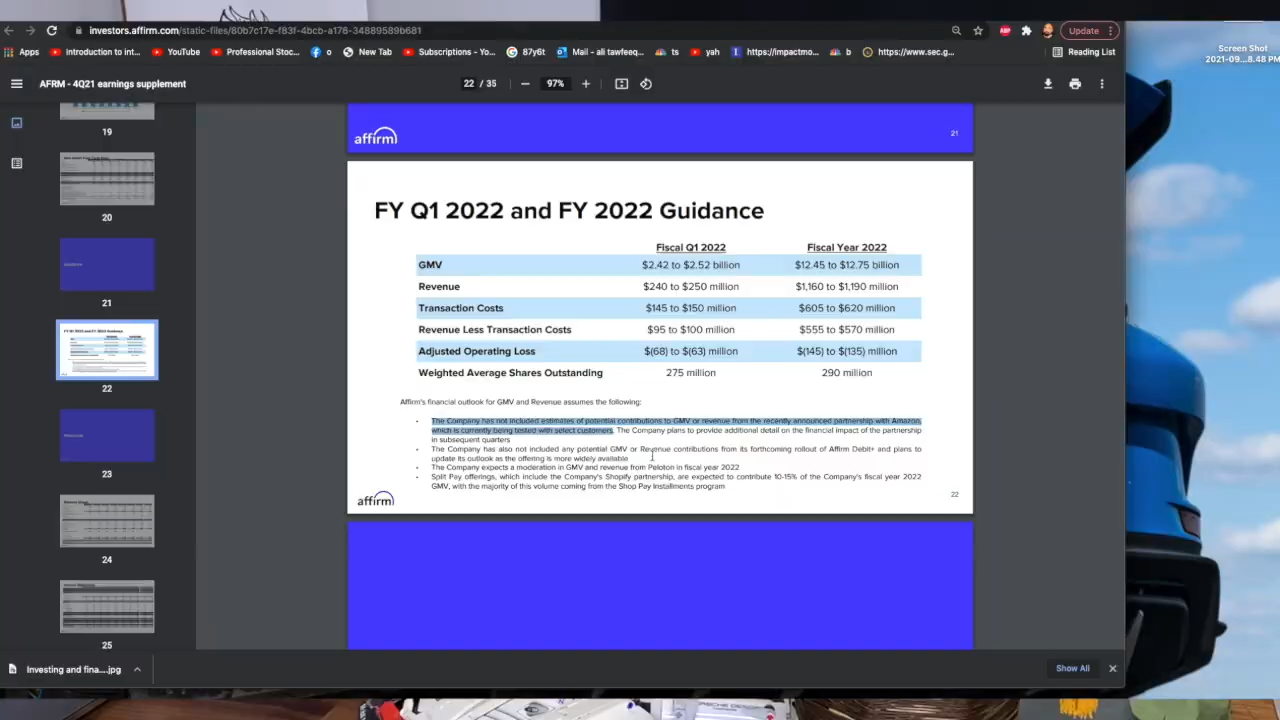 investors.affirm.com/static-files/80b7c17e-f83f-4bcb-a176-34889589b681
Update
Apps
Introduction to int...
YouTube
Professional Stoc...
o
New Tab
Subscriptions - Yo...
87y6t
Mail - ali tawfeeq...
ts
yah
https://impactmo...
b
https://www.sec.g...
Reading List
Screen Shot
2021-09...8.48 PM
AFRM - 4Q21 earnings supplement
22 / 35
97%
19
20
21
22
23
24
25
affirm
21
FY Q1 2022 and FY 2022 Guidance
Fiscal Q1 2022 Fiscal Year 2022
GMV $2.42 to $2.52 billion $12.45 to $12.75 billion
Revenue $240 to $250 million $1,160 to $1,190 million
Transaction Costs $145 to $150 million $605 to $620 million
Revenue Less Transaction Costs $95 to $100 million $555 to $570 million
Adjusted Operating Loss $(68) to $(63) million $(145) to $(135) million
Weighted Average Shares Outstanding 275 million 290 million
Affirm's financial outlook for GMV and Revenue assumes the following:
• The Company has not included estimates of potential contributions to GMV or revenue from the recently announced partnership with Amazon,
which is currently being tested with select customers. The Company plans to provide additional detail on the financial impact of the partnership
in subsequent quarters
• The Company has also not included any potential GMV or Revenue contributions from its forthcoming rollout of Affirm Debit+ and plans to
update its outlook as the offering is more widely available
• The Company expects a moderation in GMV and revenue from Peloton in fiscal year 2022
• Split Pay offerings, which include the Company's Shopify partnership, are expected to contribute 10-15% of the Company's fiscal year 2022
GMV, with the majority of this volume coming from the Shop Pay Installments program
affirm
22
Investing and fina....jpg
Show All